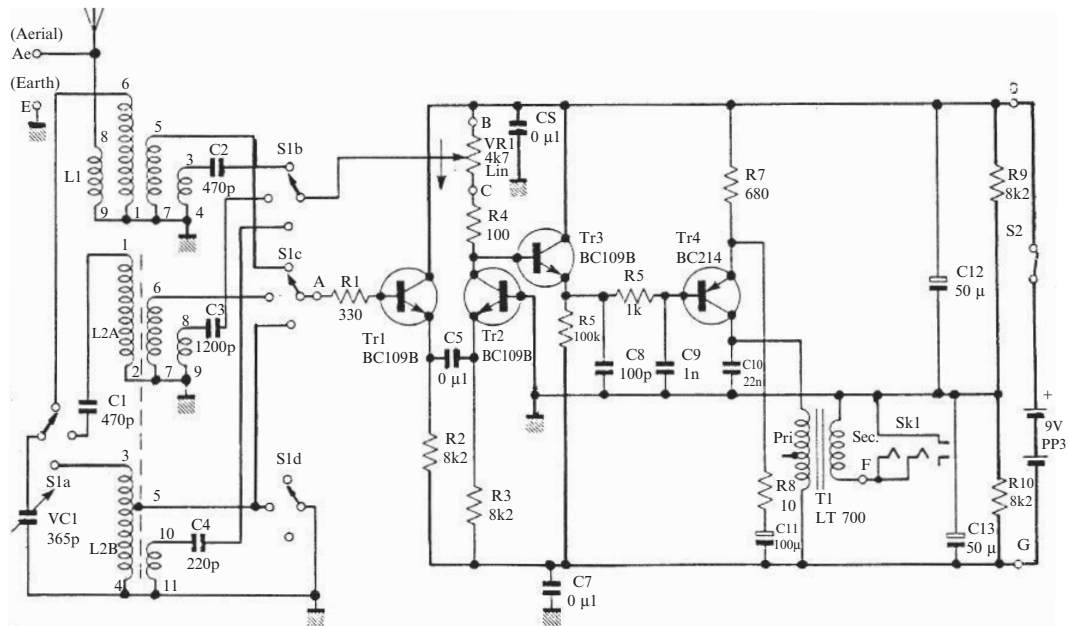 (Aerial)
Ae
(Earth)
E
6
8
5
3
C2
470p
L1
9
1
7
4
S1b
B
VR1
4k7
Lin
C
CS
0 µ1
R4
100
R7
680
R9
8k2
S2
1
S1c
A
R1
330
Tr3
BC109B
Tr4
BC214
6
L2A
8
C3
1200p
2
7
9
Tr1
BC109B
C5
0 µ1
Tr2
BC109B
R5
1k
R5
100k
C8
100p
C9
1n
C10
22n
C12
50 µ
C1
470p
R2
8k2
R3
8k2
Pri
Sec.
Sk1
F
T1
LT 700
+
9V
PP3
S1a
VC1
365p
3
5
10
C4
220p
L2B
4
11
S1d
R8
10
C11
100µ
C13
50 µ
R10
8k2
G
C7
0 µ1